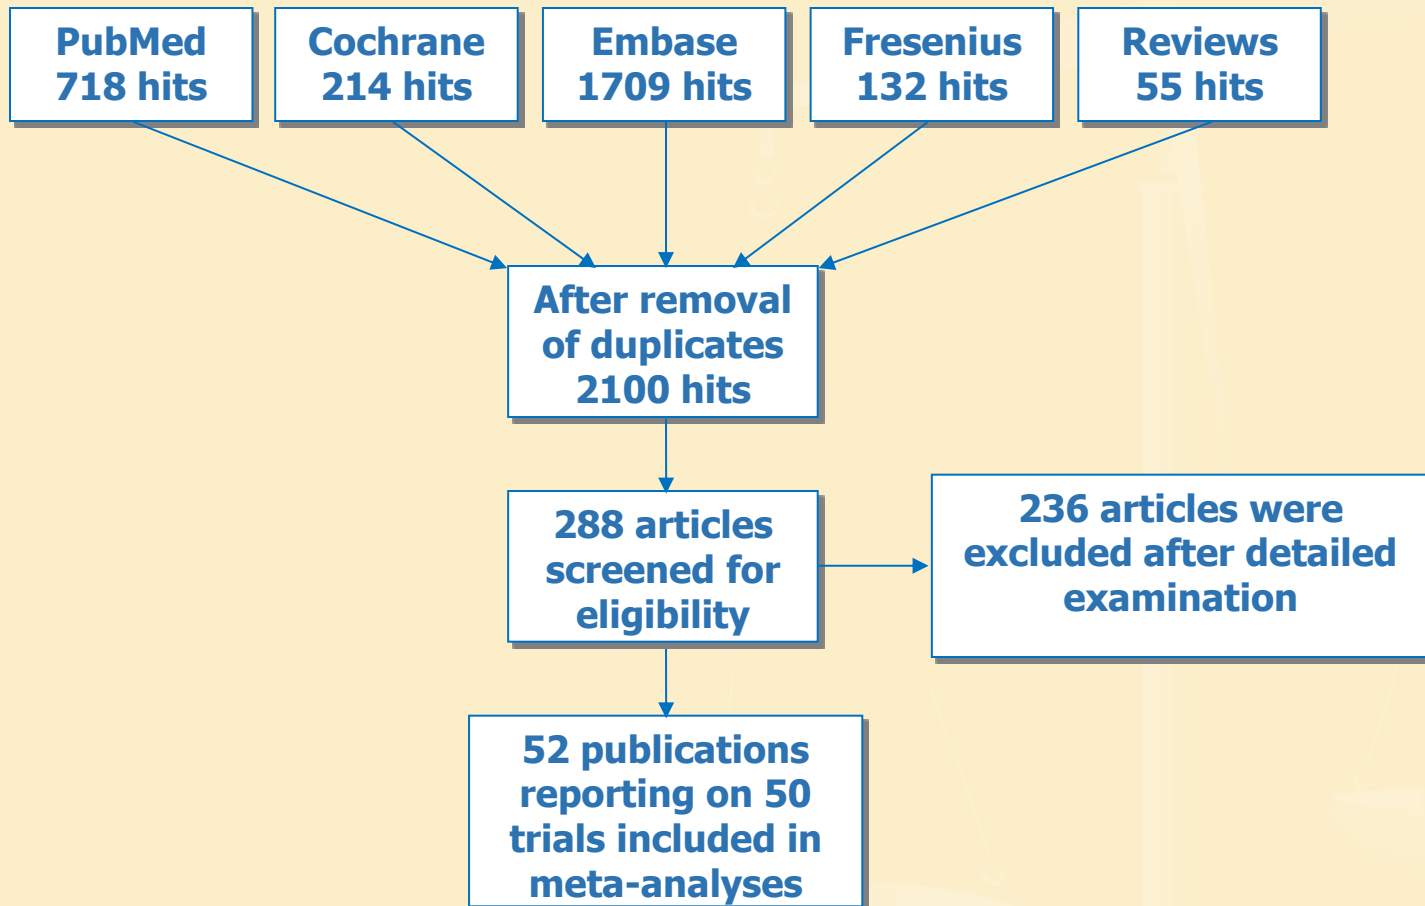 PubMed
718 hits
Cochrane
214 hits
Embase
1709 hits
Fresenius
132 hits
Reviews
55 hits
After removal
of duplicates
2100 hits
288 articles
screened for
eligibility
236 articles were
excluded after detailed
examination
52 publications
reporting on 50
trials included in
meta-analyses